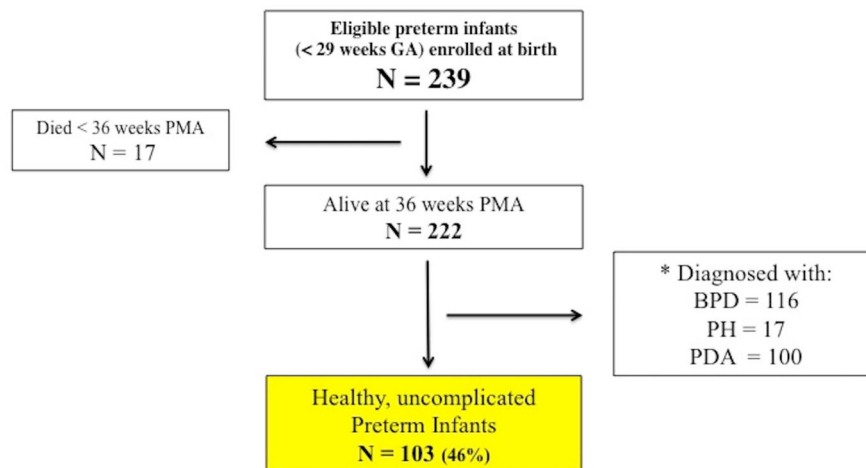 Eligible preterm infants
(< 29 weeks GA) enrolled at birth
N = 239
Died < 36 weeks PMA
N = 17
Alive at 36 weeks PMA
N = 222
* Diagnosed with:
BPD = 116
PH = 17
PDA = 100
Healthy, uncomplicated
Preterm Infants
N = 103 (46%)